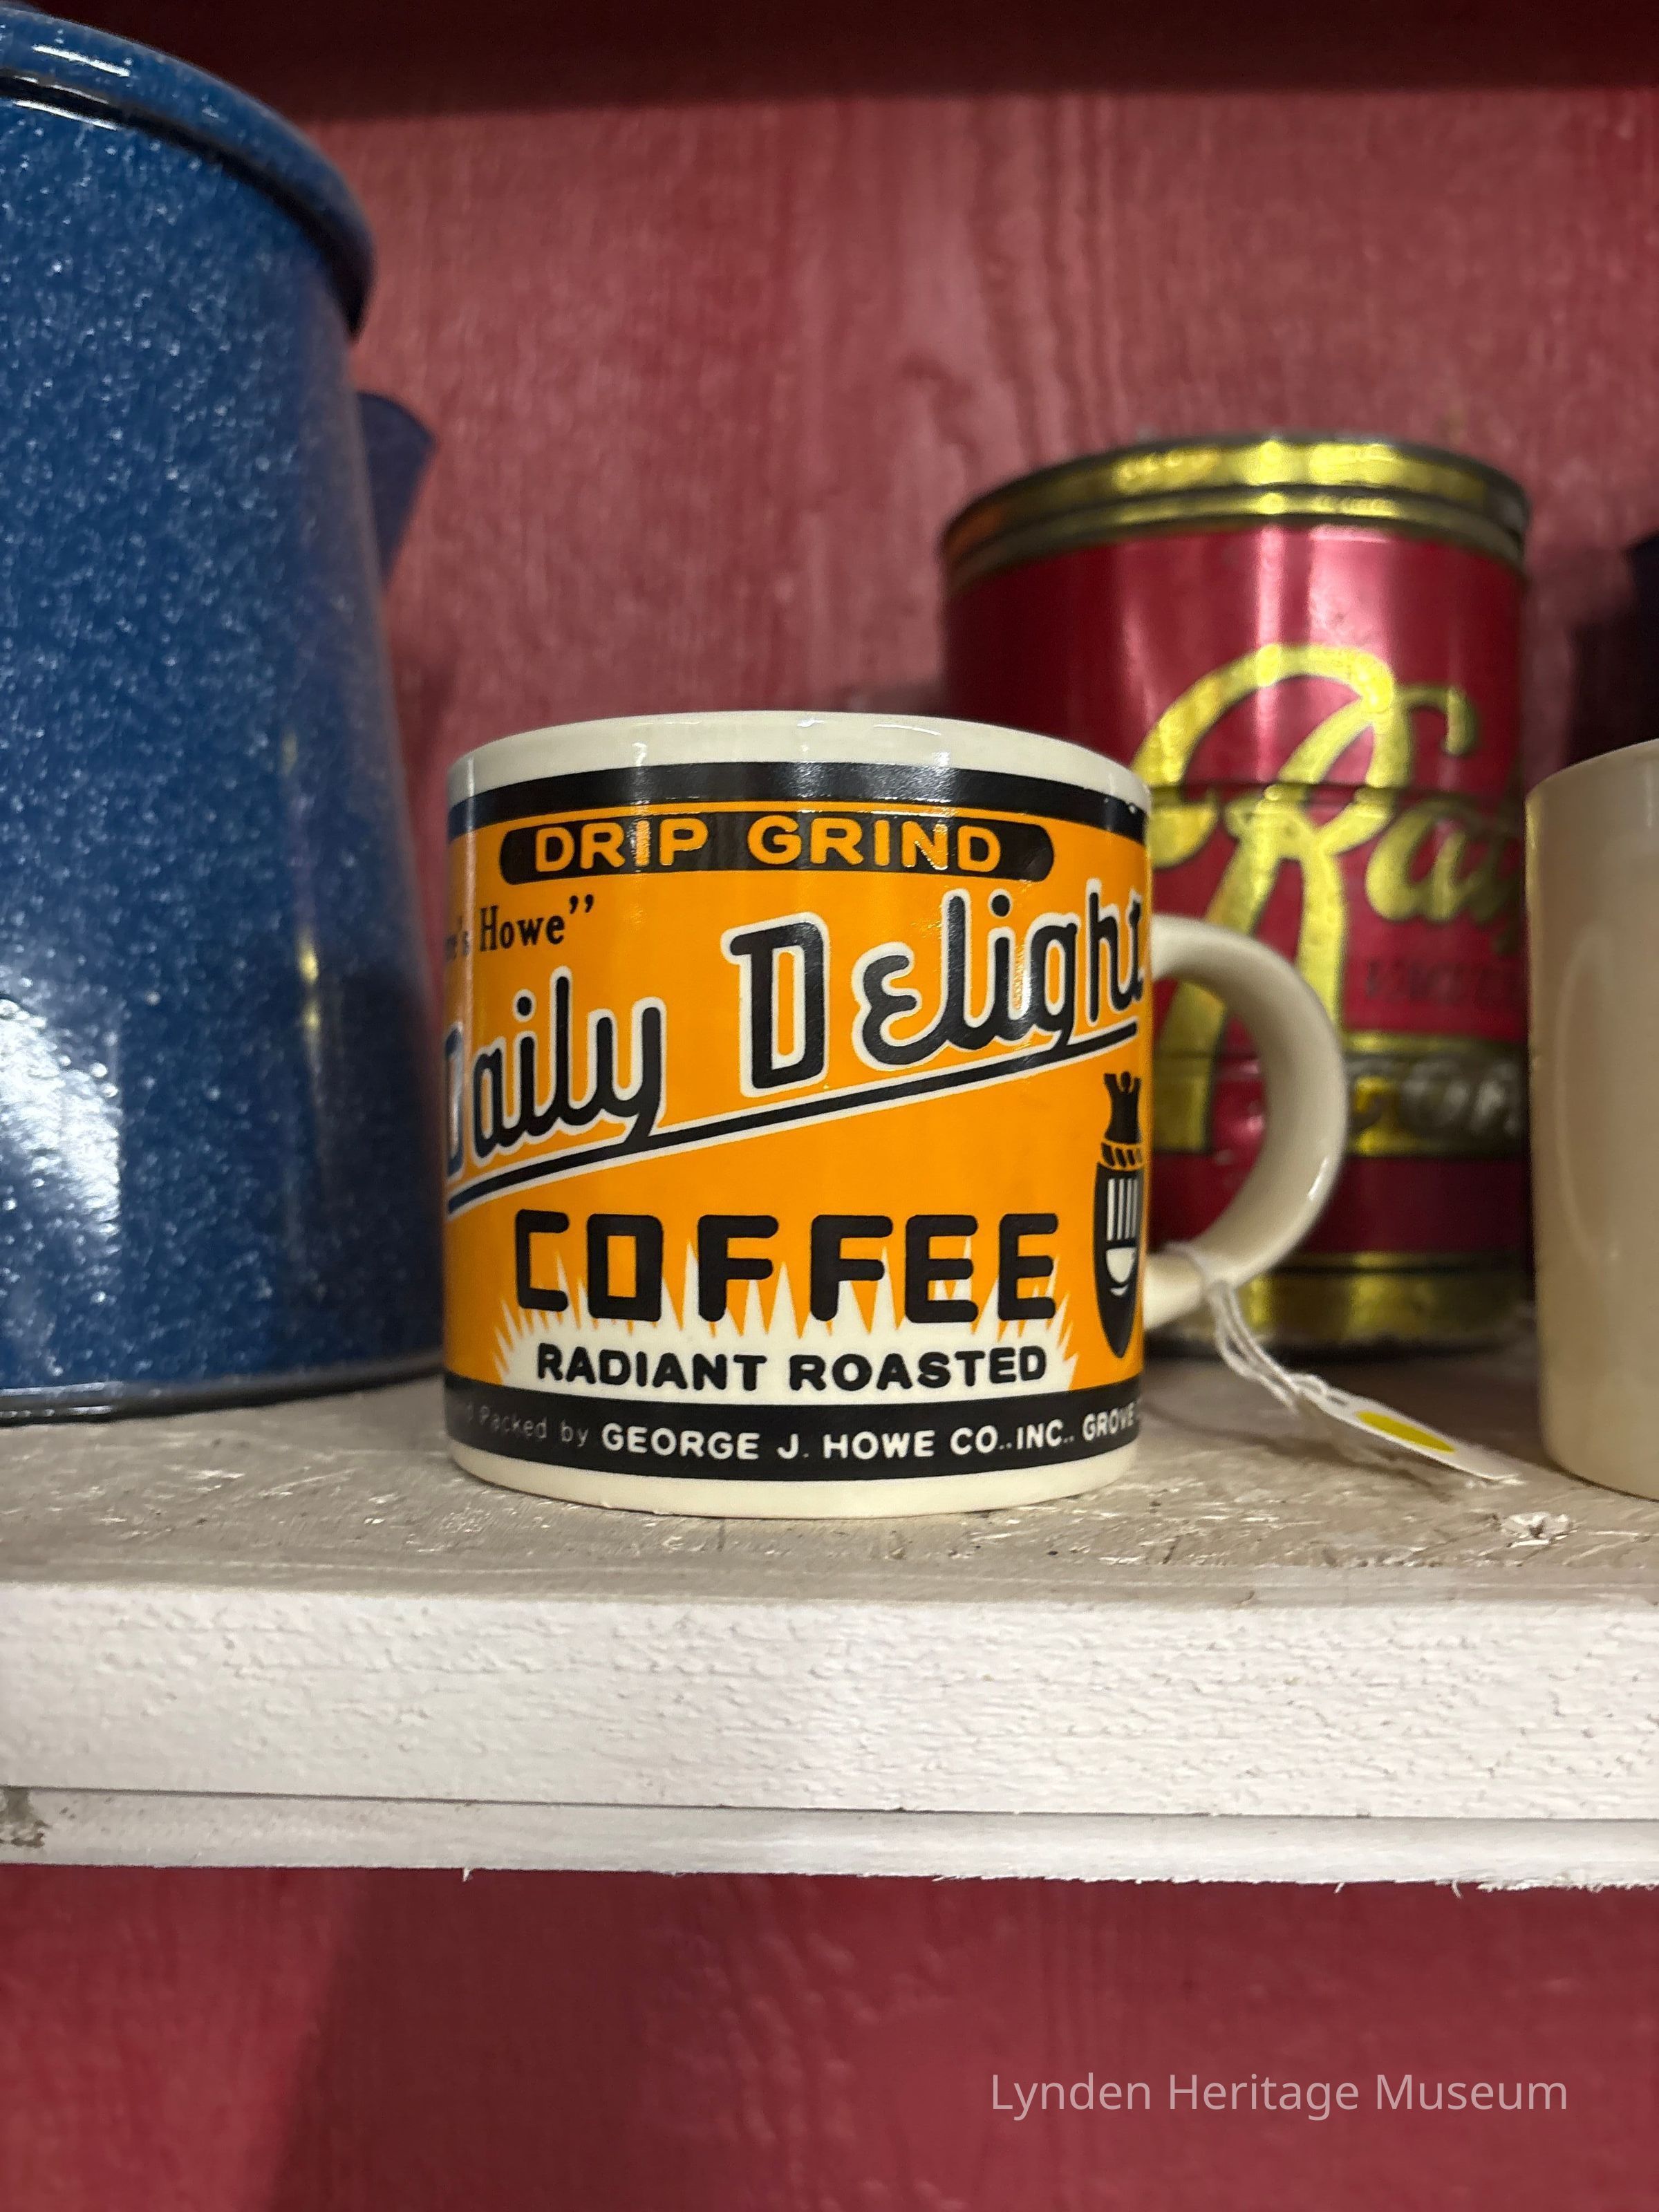 DRIP GRIND
Howe”
Daily Delight
COFFEE
RADIANT ROASTED
Packed by GEORGE J. HOWE CO., INC., GROVE
Lynden Heritage Museum